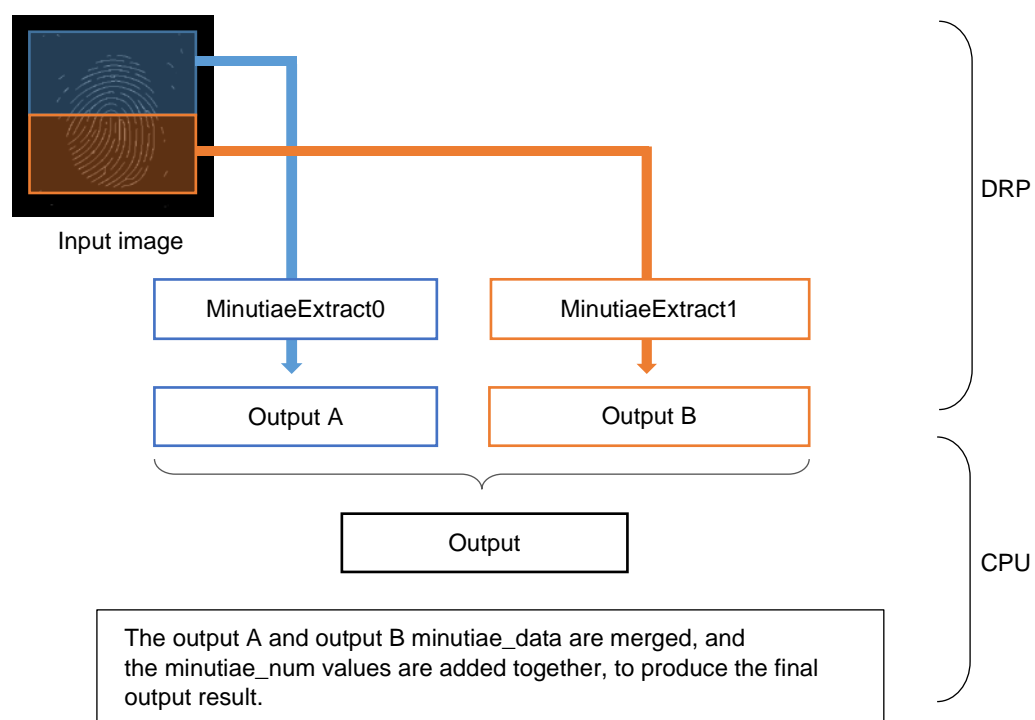 DRP
Input image
MinutiaeExtract0
MinutiaeExtract1
Output A
Output B
Output
CPU
The output A and output B minutiae_data are merged, and
the minutiae_num values are added together, to produce the final
output result.